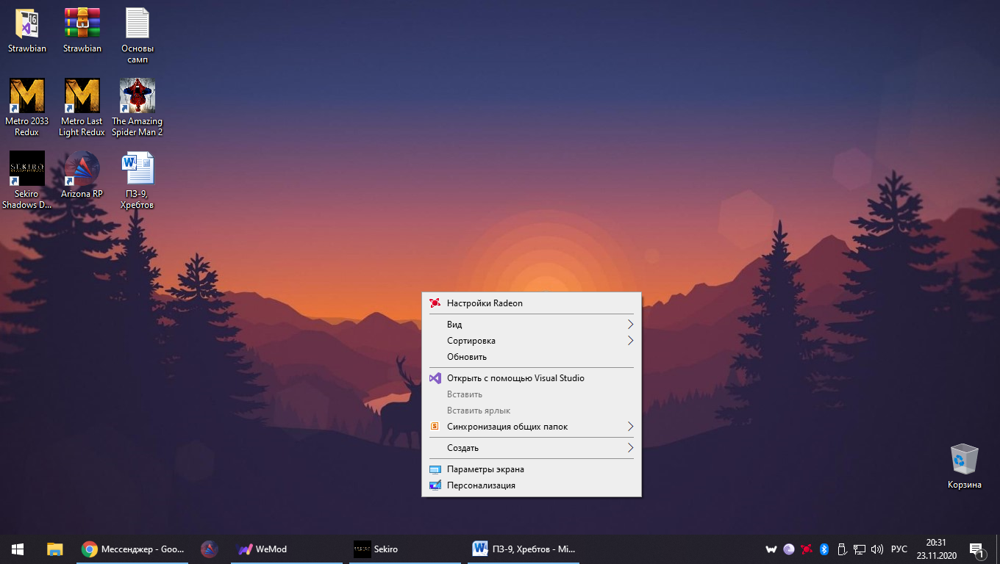 Strawbian
Strawbian
Основы
самп
Metro 2033
Redux
Metro Last
Light Redux
The Amazing
Spider Man 2
SEKIRO
Sekiro
Shadows D...
Arizona RP
ПЗ-9,
Хребтов
Настройки Radeon
Вид
Сортировка
Обновить
Открыть с помощью Visual Studio
Вставить
Вставить ярлык
Синхронизация общих папок
Создать
Параметры экрана
Персонализация
Корзина
Мессенджер - Goo...
WeMod
Sekiro
ПЗ-9, Хребтов - Mi...
РУС
20:31
23.11.2020
1